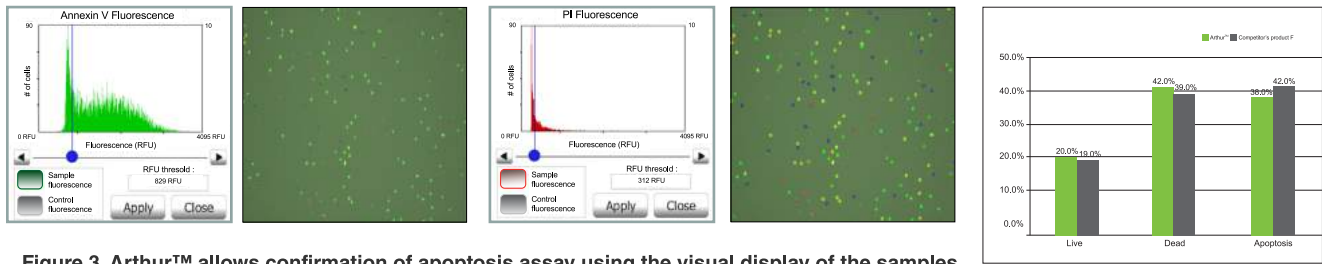 Annexin V Fluorescence
90
10
# of cells
0 RFU
4095 RFU
Fluorescence (RFU)
RFU thresold :
829 RFU
Sample
fluorescence
Control
fluorescence
Apply
Close
PI Fluorescence
90
10
# of cells
0 RFU
4095 RFU
Fluorescence (RFU)
RFU thresold :
312 RFU
Sample
fluorescence
Control
fluorescence
Apply
Close
Arthur™ Competitor's product F
50.0%
40.0%
30.0%
20.0%
10.0%
0.0%
20.0%
19.0%
42.0%
39.0%
38.0%
42.0%
Live
Dead
Apoptosis
Figure 3. Arthur™ allows confirmation of apoptosis assay using the visual display of the samples